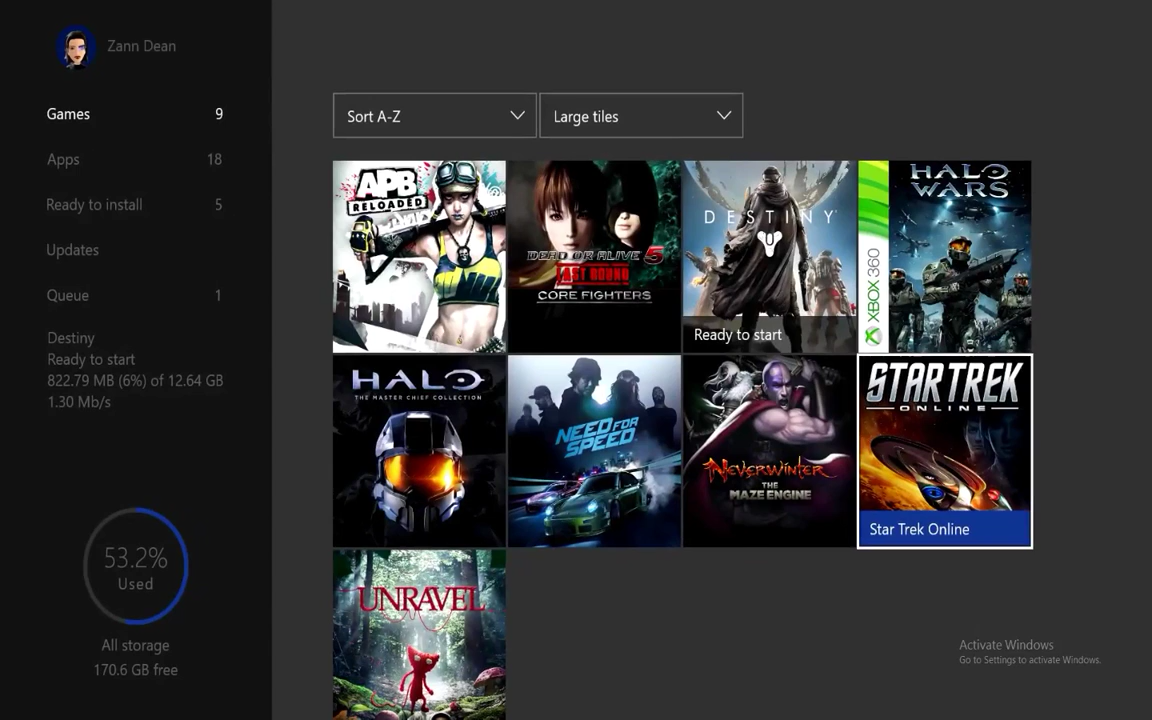 Zann Dean
Games 9
Apps 18
Ready to install 5
Updates
Queue 1
Destiny
Ready to start
822.79 MB (6%) of 12.64 GB
1.30 Mb/s
53.2%
Used
All storage
170.6 GB free
Sort A-Z
Large tiles
APB
RELOADED
DEAD OR ALIVE 5
LAST ROUND
CORE FIGHTERS
DESTINY
Ready to start
XBOX 360
HALO
WARS
HALO
THE MASTER CHIEF COLLECTION
NEED FOR
SPEED
NEVERWINTER
THE
MAZE ENGINE
STAR TREK
ONLINE
Star Trek Online
UNRAVEL
Activate Windows
Go to Settings to activate Windows.